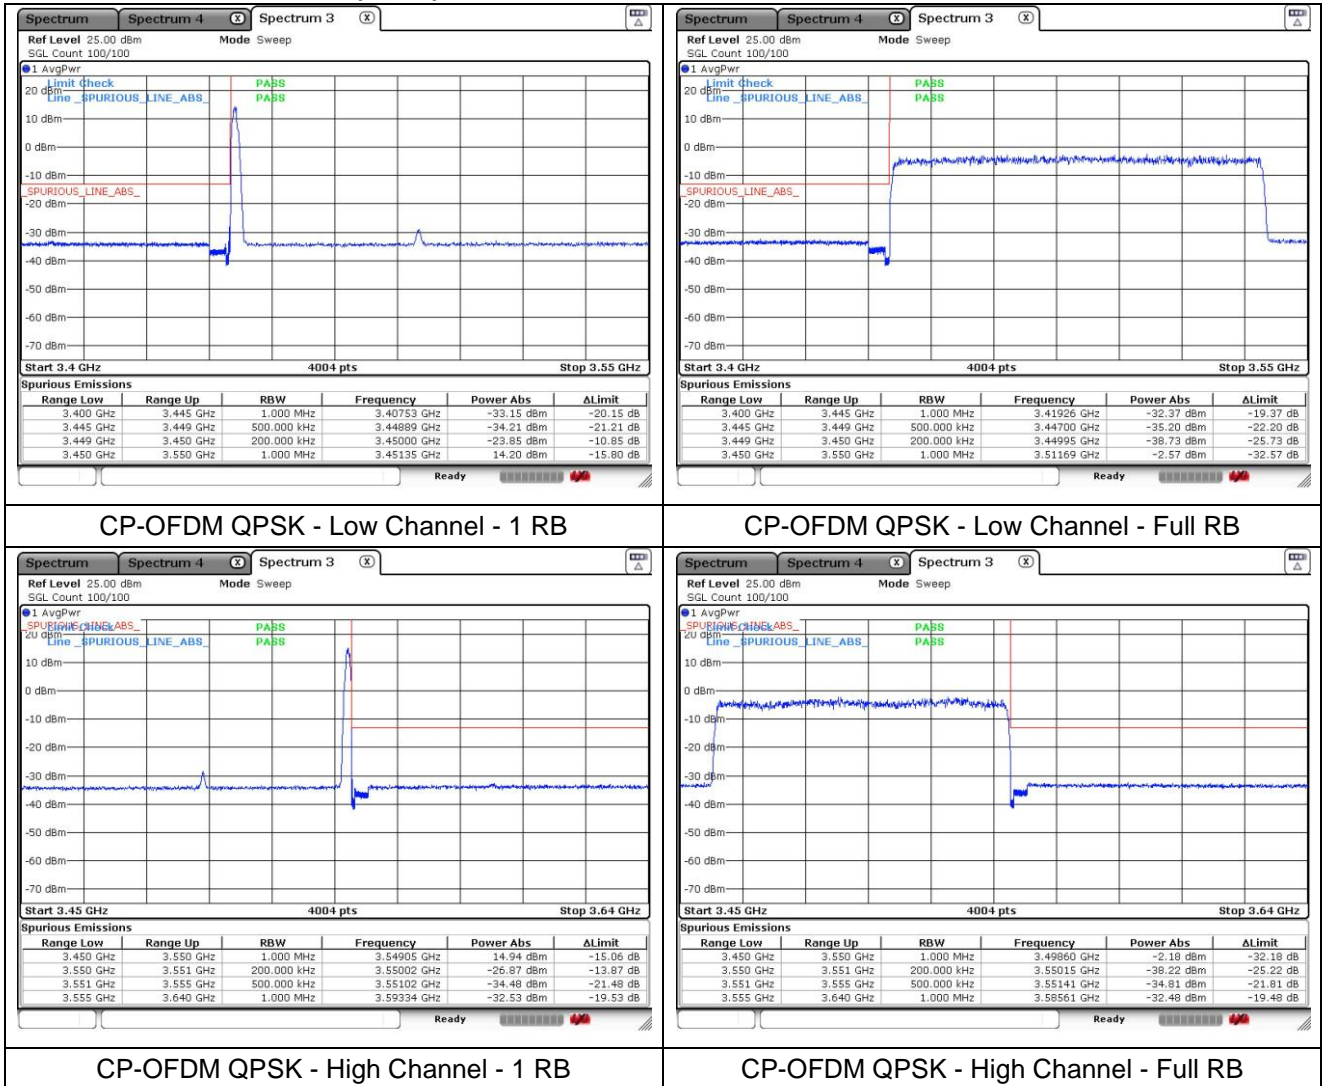 Spectrum Spectrum 4 X Spectrum 3 X
Ref Level 25.00 dBm Mode Sweep
SGL Count 100/100
1 AvgPwr
Limit Check PASS
20 dBm
Line _SPURIOUS_LINE_ABS_ PASS
10 dBm
0 dBm
-10 dBm
_SPURIOUS_LINE_ABS_
-20 dBm
-30 dBm
-40 dBm
-50 dBm
-60 dBm
-70 dBm
Start 3.4 GHz 4004 pts Stop 3.55 GHz
Spurious Emissions
Range Low Range Up RBW Frequency Power Abs ΔLimit
3.400 GHz 3.445 GHz 1.000 MHz 3.40753 GHz -33.15 dBm -20.15 dB
3.445 GHz 3.449 GHz 500.000 kHz 3.44889 GHz -34.21 dBm -21.21 dB
3.449 GHz 3.450 GHz 200.000 kHz 3.45000 GHz -23.85 dBm -10.85 dB
3.450 GHz 3.550 GHz 1.000 MHz 3.45135 GHz 14.20 dBm -15.80 dB
Ready
CP-OFDM QPSK - Low Channel - 1 RB
Spectrum Spectrum 4 X Spectrum 3 X
Ref Level 25.00 dBm Mode Sweep
SGL Count 100/100
1 AvgPwr
Limit Check PASS
20 dBm
Line _SPURIOUS_LINE_ABS_ PASS
10 dBm
0 dBm
-10 dBm
_SPURIOUS_LINE_ABS_
-20 dBm
-30 dBm
-40 dBm
-50 dBm
-60 dBm
-70 dBm
Start 3.4 GHz 4004 pts Stop 3.55 GHz
Spurious Emissions
Range Low Range Up RBW Frequency Power Abs ΔLimit
3.400 GHz 3.445 GHz 1.000 MHz 3.41926 GHz -32.37 dBm -19.37 dB
3.445 GHz 3.449 GHz 500.000 kHz 3.44700 GHz -35.20 dBm -22.20 dB
3.449 GHz 3.450 GHz 200.000 kHz 3.44995 GHz -38.73 dBm -25.73 dB
3.450 GHz 3.550 GHz 1.000 MHz 3.51169 GHz -2.57 dBm -32.57 dB
Ready
CP-OFDM QPSK - Low Channel - Full RB
Spectrum Spectrum 4 X Spectrum 3 X
Ref Level 25.00 dBm Mode Sweep
SGL Count 100/100
1 AvgPwr
_SPURIOUS_LINE_ABS_
Limit Check PASS
20 dBm
Line _SPURIOUS_LINE_ABS_ PASS
10 dBm
0 dBm
-10 dBm
-20 dBm
-30 dBm
-40 dBm
-50 dBm
-60 dBm
-70 dBm
Start 3.45 GHz 4004 pts Stop 3.64 GHz
Spurious Emissions
Range Low Range Up RBW Frequency Power Abs ΔLimit
3.450 GHz 3.550 GHz 1.000 MHz 3.54905 GHz 14.94 dBm -15.06 dB
3.550 GHz 3.551 GHz 200.000 kHz 3.55002 GHz -26.87 dBm -13.87 dB
3.551 GHz 3.555 GHz 500.000 kHz 3.55102 GHz -34.48 dBm -21.48 dB
3.555 GHz 3.640 GHz 1.000 MHz 3.59334 GHz -32.53 dBm -19.53 dB
Ready
CP-OFDM QPSK - High Channel - 1 RB
Spectrum Spectrum 4 X Spectrum 3 X
Ref Level 25.00 dBm Mode Sweep
SGL Count 100/100
1 AvgPwr
_SPURIOUS_LINE_ABS_
Limit Check PASS
20 dBm
Line _SPURIOUS_LINE_ABS_ PASS
10 dBm
0 dBm
-10 dBm
-20 dBm
-30 dBm
-40 dBm
-50 dBm
-60 dBm
-70 dBm
Start 3.45 GHz 4004 pts Stop 3.64 GHz
Spurious Emissions
Range Low Range Up RBW Frequency Power Abs ΔLimit
3.450 GHz 3.550 GHz 1.000 MHz 3.49860 GHz -2.18 dBm -32.18 dB
3.550 GHz 3.551 GHz 200.000 kHz 3.55015 GHz -38.22 dBm -25.22 dB
3.551 GHz 3.555 GHz 500.000 kHz 3.55141 GHz -34.81 dBm -21.81 dB
3.555 GHz 3.640 GHz 1.000 MHz 3.58561 GHz -32.48 dBm -19.48 dB
Ready
CP-OFDM QPSK - High Channel - Full RB